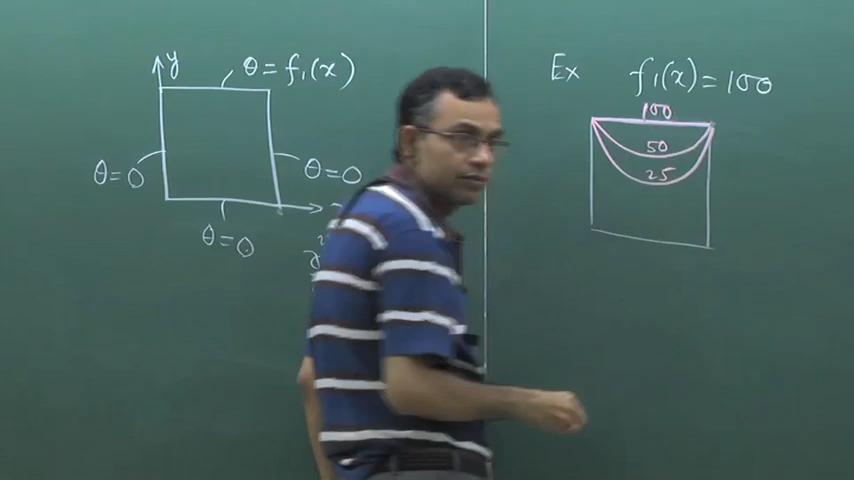 y
θ = f₁(x)
θ = 0
θ = 0
θ = 0
Ex f₁(x) = 100
100
50
25